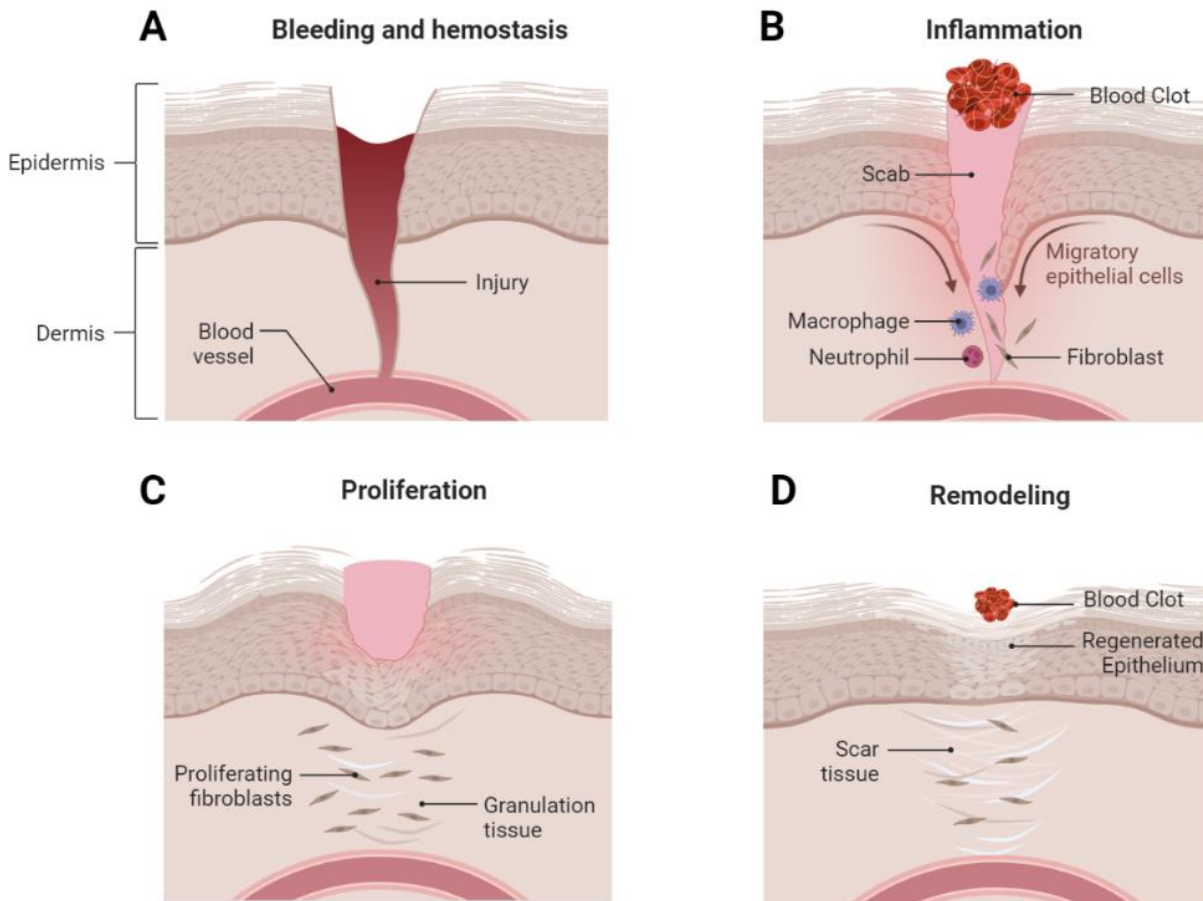 A
Bleeding and hemostasis
Epidermis
Dermis
Injury
Blood
vessel
B
Inflammation
Blood Clot
Scab
Migratory
epithelial cells
Macrophage
Neutrophil
Fibroblast
C
Proliferation
Proliferating
fibroblasts
Granulation
tissue
D
Remodeling
Blood Clot
Regenerated
Epithelium
Scar
tissue